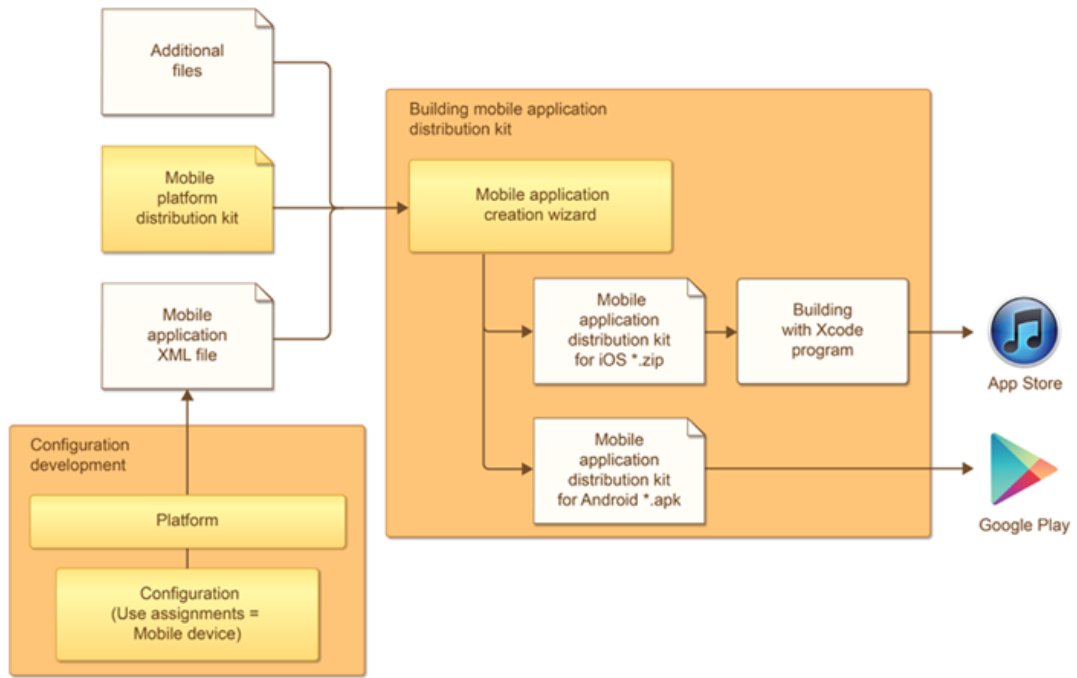 Additional
files
Mobile
platform
distribution kit
Mobile
application
XML file
Configuration
development
Platform
Configuration
(Use assignments =
Mobile device)
Building mobile application
distribution kit
Mobile application
creation wizard
Mobile
application
distribution kit
for iOS *.zip
Building
with Xcode
program
App Store
Mobile
application
distribution kit
for Android *.apk
Google Play